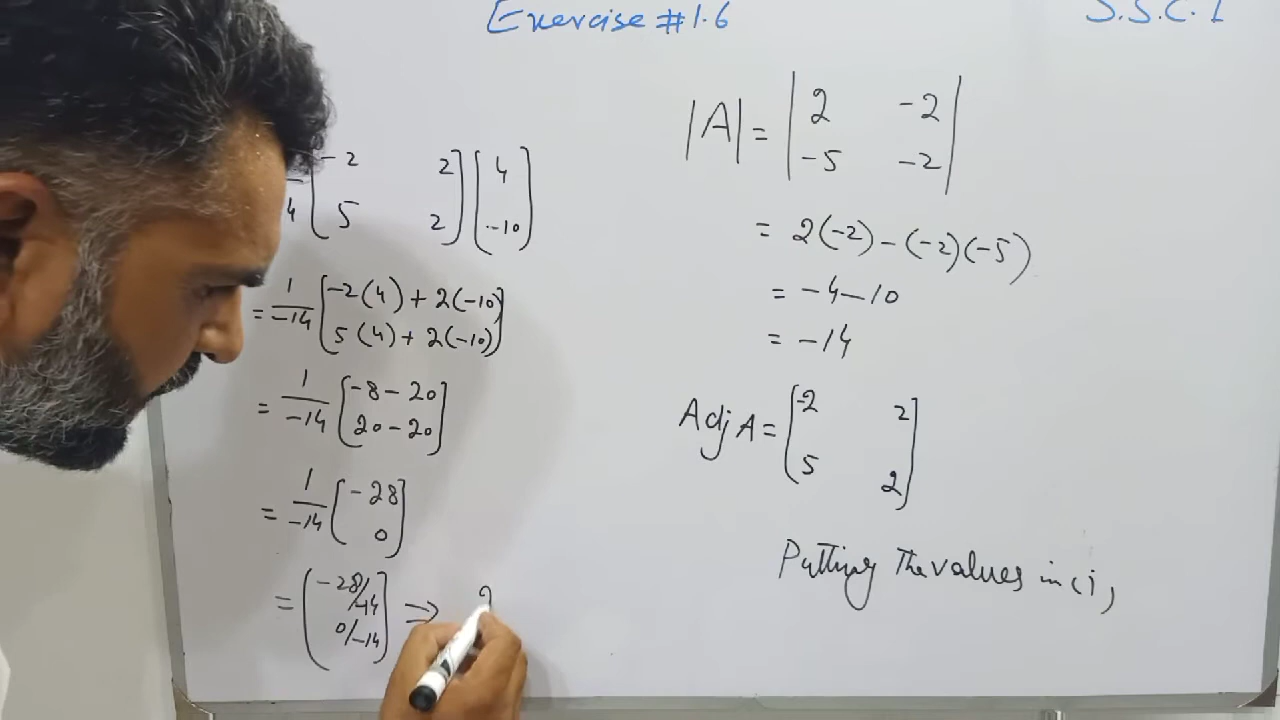 Exercise #1.6
S.S.C. I
-2 2 4
4 5 2 -10
= 1/-14 [-2(4) + 2(-10)
5(4) + 2(-10)]
= 1/-14 [-8 - 20
20 - 20]
= 1/-14 [-28
0]
= [-28/-14
0/-14] ⇒ 2
|A| = | 2 -2
-5 -2 |
= 2(-2) - (-2)(-5)
= -4-10
= -14
Adj A = [-2 2
5 2]
Putting the values in (i)